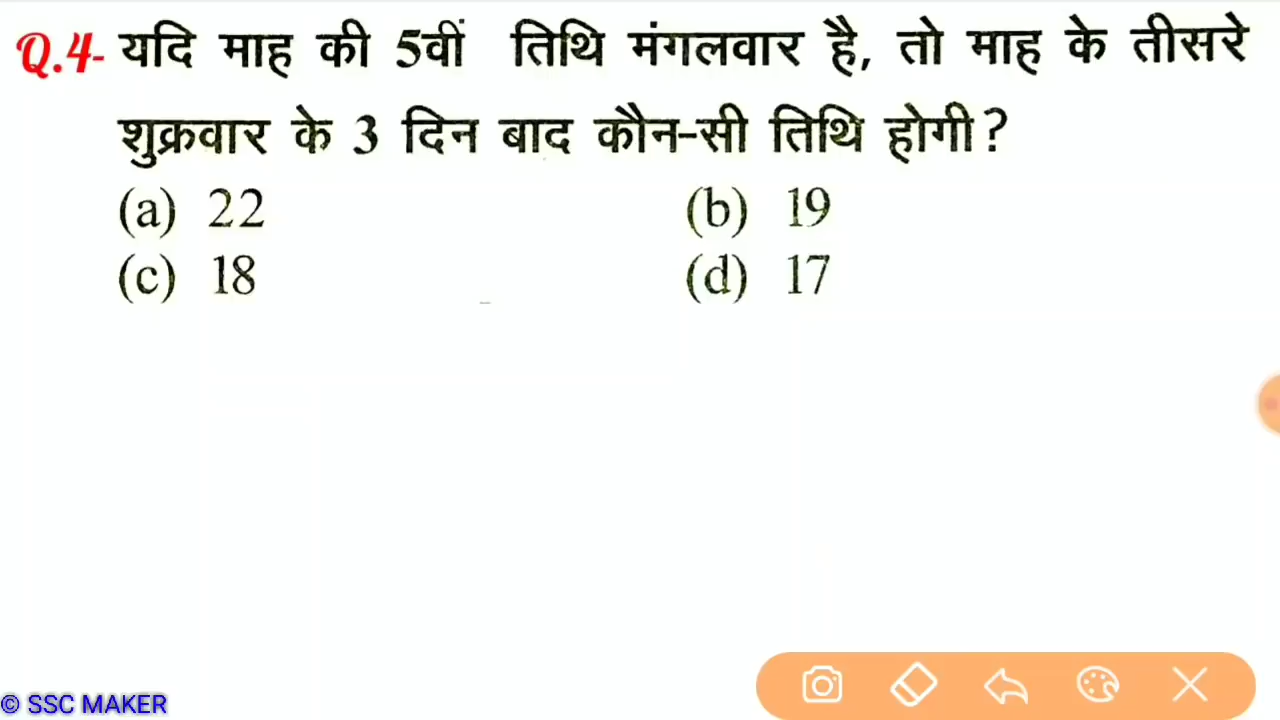 Q.4- यदि माह की 5वीं तिथि मंगलवार है, तो माह के तीसरे
शुक्रवार के 3 दिन बाद कौन-सी तिथि होगी?
(a) 22 (b) 19
(c) 18 (d) 17
© SSC MAKER